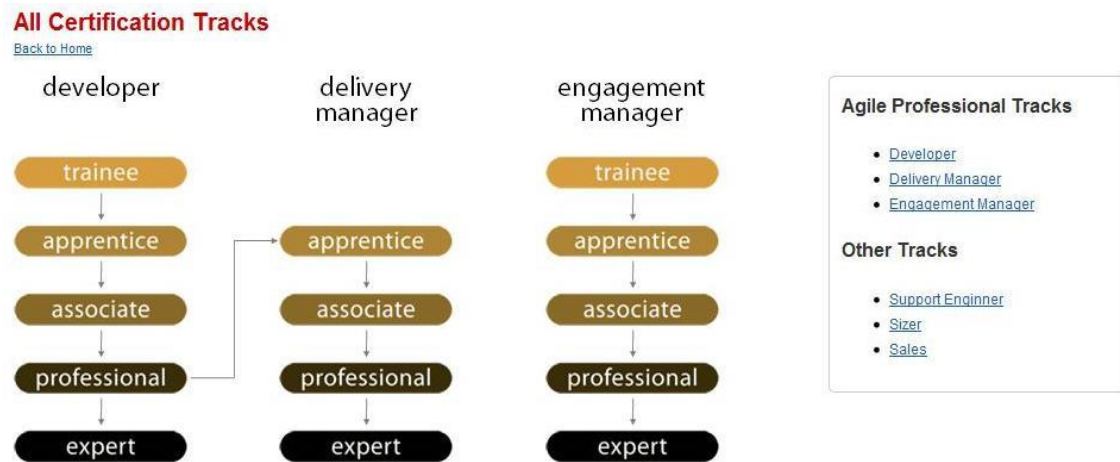 All Certification Tracks
Back to Home
developer
trainee
apprentice
associate
professional
expert
delivery
manager
apprentice
associate
professional
expert
engagement
manager
trainee
apprentice
associate
professional
expert
Agile Professional Tracks
Developer
Delivery Manager
Engagement Manager
Other Tracks
Support Enginner
Sizer
Sales